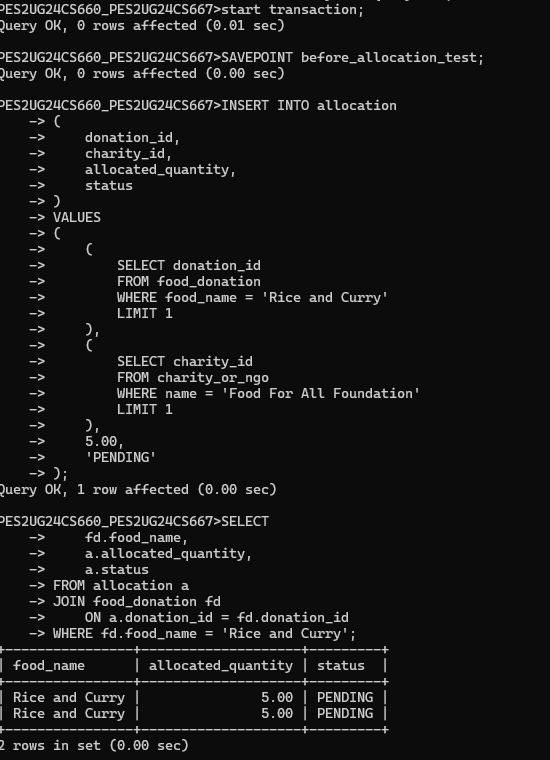 PES2UG24CS660_PES2UG24CS667>start transaction;
Query OK, 0 rows affected (0.01 sec)
PES2UG24CS660_PES2UG24CS667>SAVEPOINT before_allocation_test;
Query OK, 0 rows affected (0.00 sec)
PES2UG24CS660_PES2UG24CS667>INSERT INTO allocation
    -> (
    ->     donation_id,
    ->     charity_id,
    ->     allocated_quantity,
    ->     status
    -> )
    -> VALUES
    -> (
    ->     (
    ->         SELECT donation_id
    ->         FROM food_donation
    ->         WHERE food_name = 'Rice and Curry'
    ->         LIMIT 1
    ->     ),
    ->     (
    ->         SELECT charity_id
    ->         FROM charity_or_ngo
    ->         WHERE name = 'Food For All Foundation'
    ->         LIMIT 1
    ->     ),
    ->     5.00,
    ->     'PENDING'
    -> );
Query OK, 1 row affected (0.00 sec)
PES2UG24CS660_PES2UG24CS667>SELECT
    ->     fd.food_name,
    ->     a.allocated_quantity,
    ->     a.status
    -> FROM allocation a
    -> JOIN food_donation fd
    ->     ON a.donation_id = fd.donation_id
    -> WHERE fd.food_name = 'Rice and Curry';
+----------------+--------------------+---------+
| food_name      | allocated_quantity | status  |
+----------------+--------------------+---------+
| Rice and Curry |               5.00 | PENDING |
| Rice and Curry |               5.00 | PENDING |
+----------------+--------------------+---------+
2 rows in set (0.00 sec)